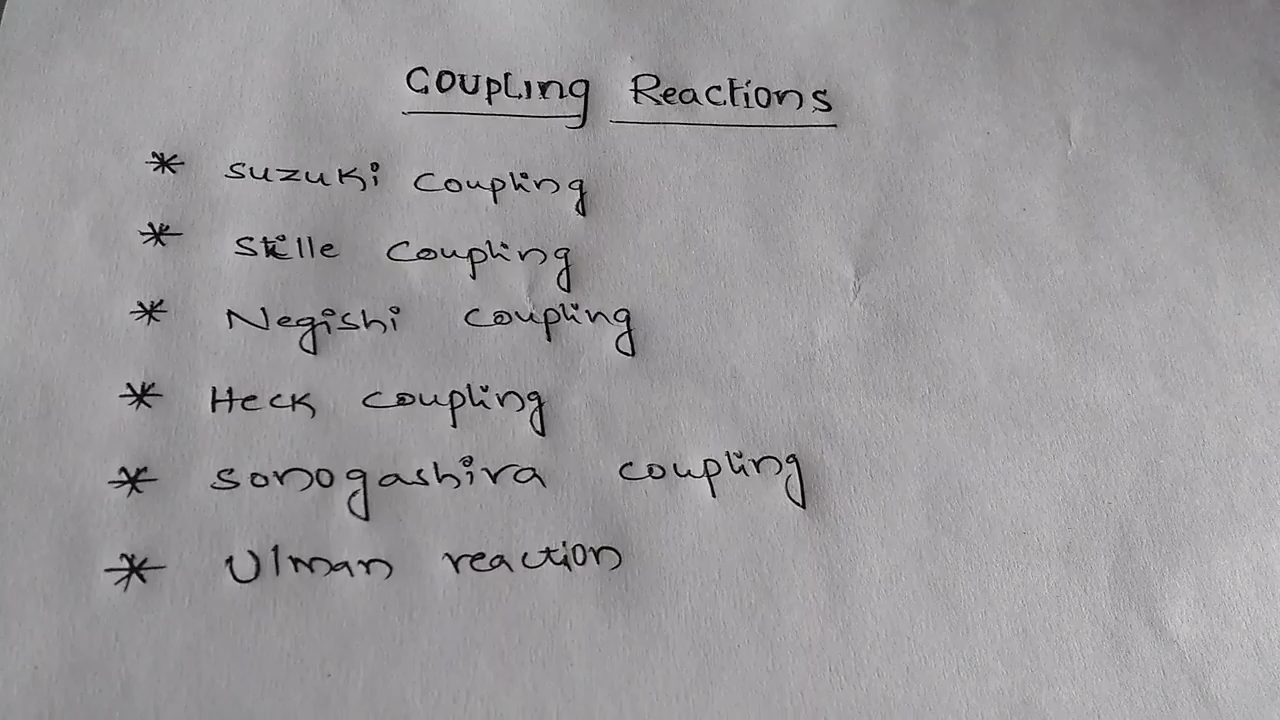 Coupling Reactions
* Suzuki Coupling
* Stille Coupling
* Negishi Coupling
* Heck coupling
* Sonogashira coupling
* Ulman reaction